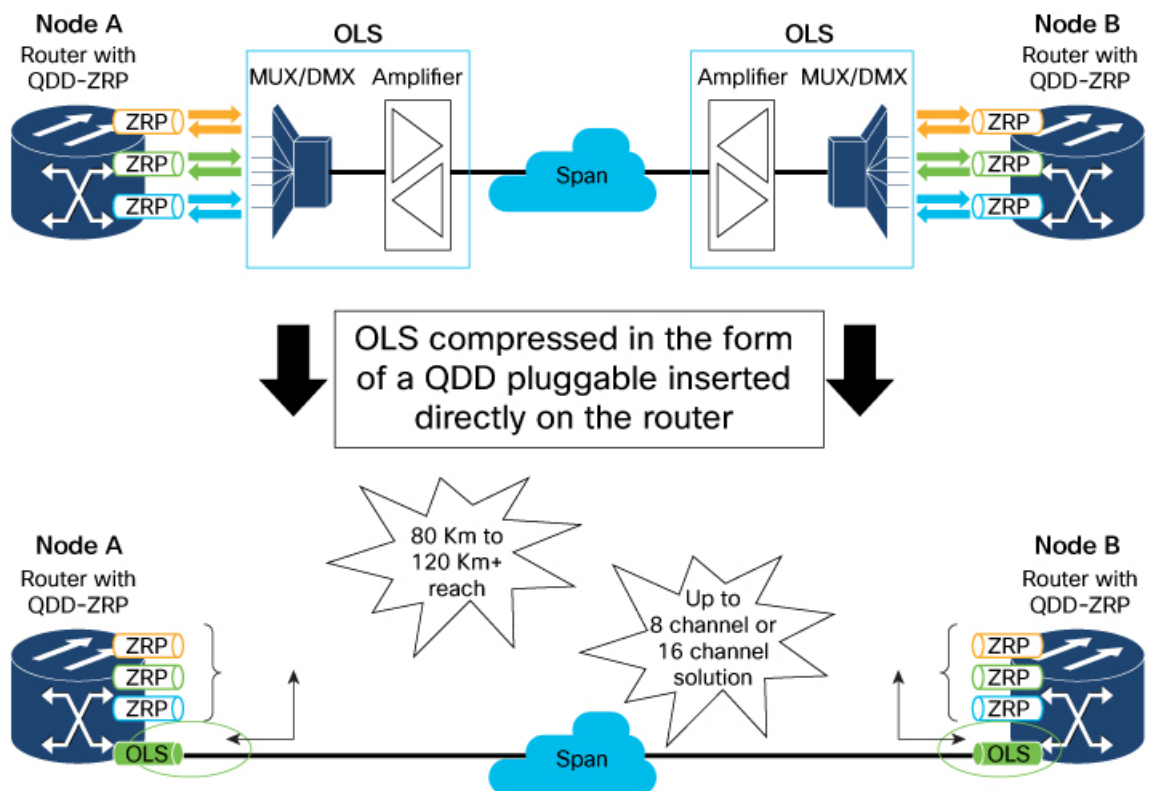 Node A
Router with
QDD-ZRP
OLS
OLS
Node B
Router with
QDD-ZRP
MUX/DMX
Amplifier
Amplifier
MUX/DMX
ZRP
ZRP
ZRP
Span
ZRP
ZRP
ZRP
OLS compressed in the form
of a QDD pluggable inserted
directly on the router
80 Km to
120 Km+
reach
Up to
8 channel or
16 channel
solution
Node A
Router with
QDD-ZRP
ZRP
ZRP
ZRP
OLS
Span
Node B
Router with
QDD-ZRP
ZRP
ZRP
ZRP
OLS